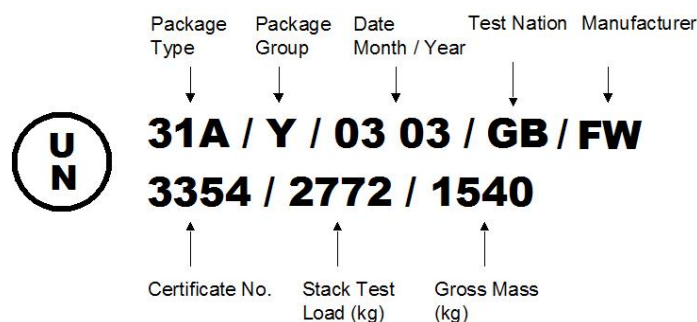 Package Type
Package Group
Date Month / Year
Test Nation
Manufacturer
UN
31A / Y / 03 03 / GB / FW
3354 / 2772 / 1540
Certificate No.
Stack Test Load (kg)
Gross Mass (kg)